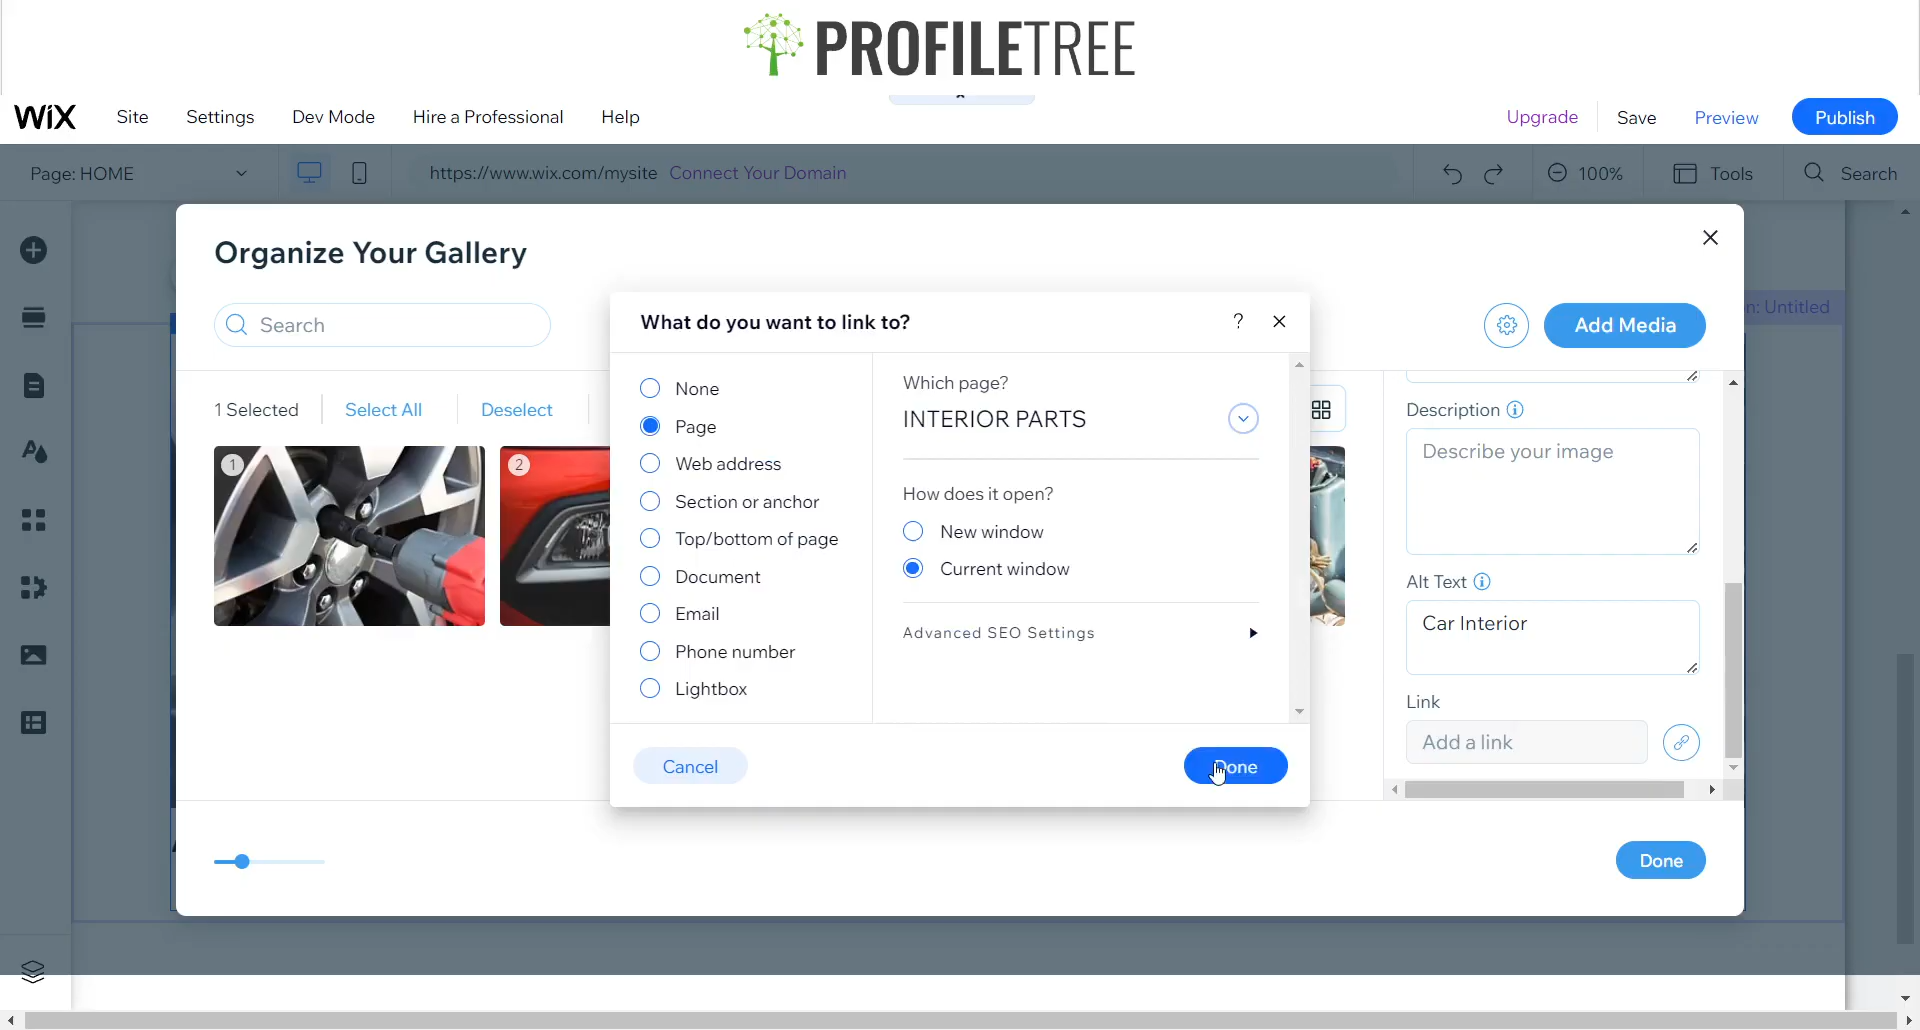 PROFILETREE
WIX Site Settings Dev Mode Hire a Professional Help Upgrade Save Preview Publish
Page: HOME https://www.wix.com/mysite Connect Your Domain 100% Tools Search
Organize Your Gallery
n: Untitled
Search
Add Media
1 Selected Select All Deselect
1
2
What do you want to link to? ?
None
Page
Web address
Section or anchor
Top/bottom of page
Document
Email
Phone number
Lightbox
Which page?
INTERIOR PARTS
How does it open?
New window
Current window
Advanced SEO Settings
Cancel
Done
Description
Describe your image
Alt Text
Car Interior
Link
Add a link
Done